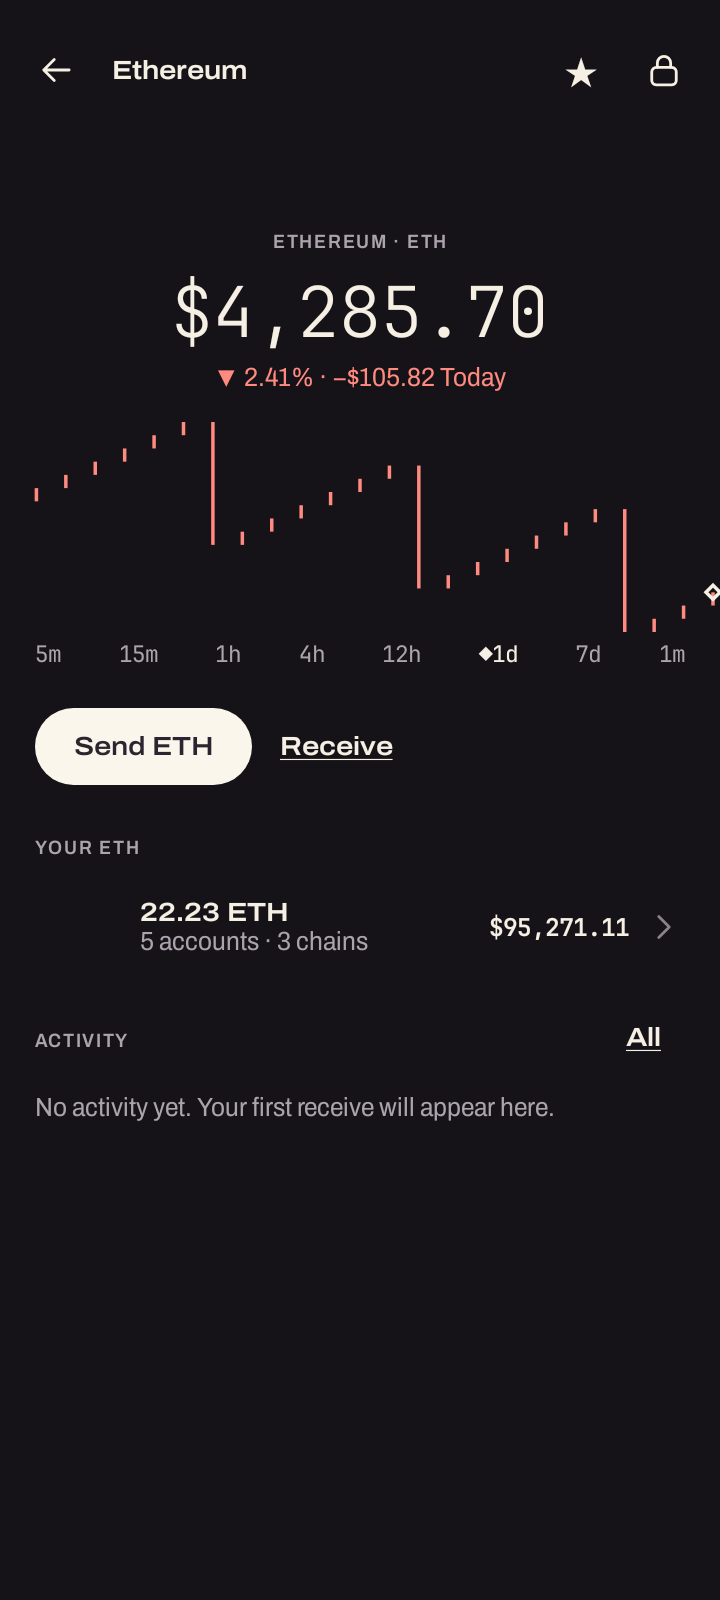 Ethereum
ETHEREUM · ETH
$4,285.70
▼ 2.41% · −$105.82 Today
5m 15m 1h 4h 12h ◆1d 7d 1m
Send ETH Receive
YOUR ETH
22.23 ETH
5 accounts · 3 chains
$95,271.11
ACTIVITY All
No activity yet. Your first receive will appear here.